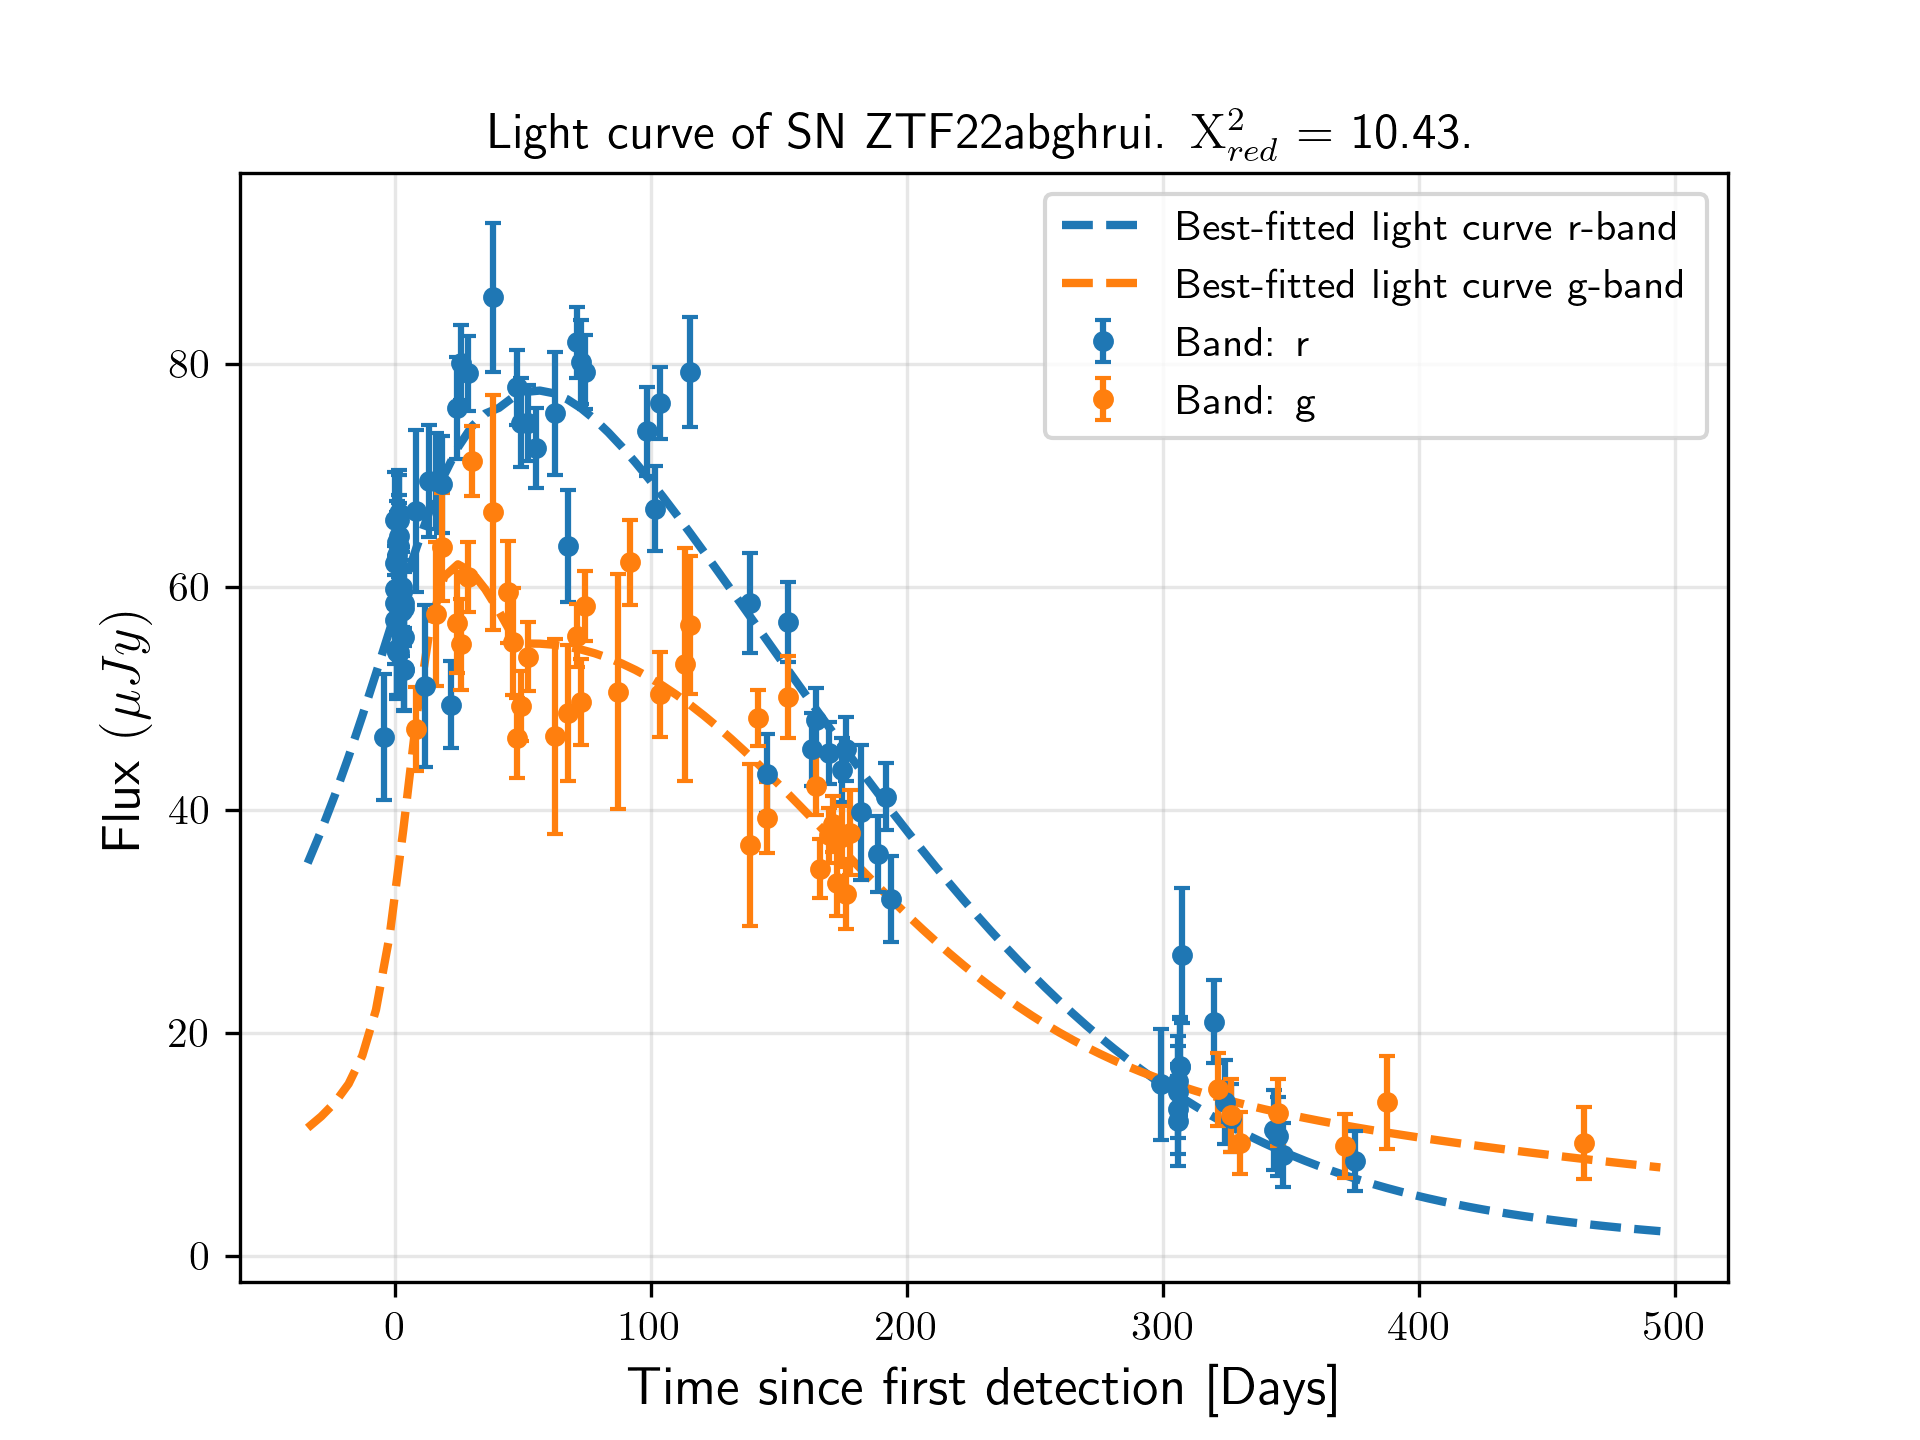 Light curve of SN ZTF22abghrui. X²_red = 10.43.
Best-fitted light curve r-band
Best-fitted light curve g-band
Band: r
Band: g
Flux (μJy)
80
60
40
20
0
0 100 200 300 400 500
Time since first detection [Days]